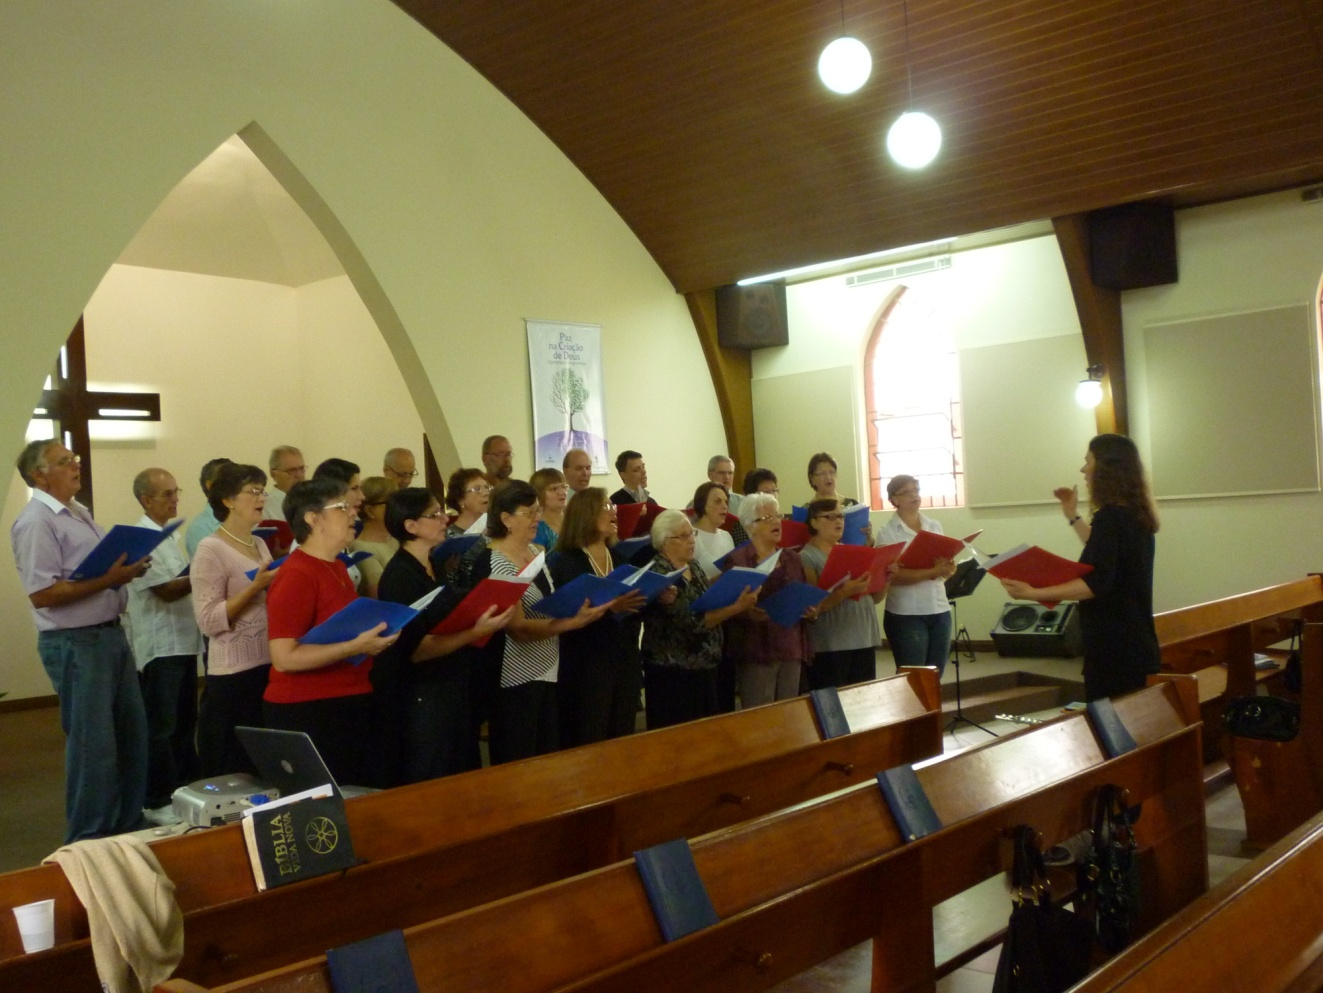 Paz
na Criação
de Deus
BÍBLIA
VIDA NOVA